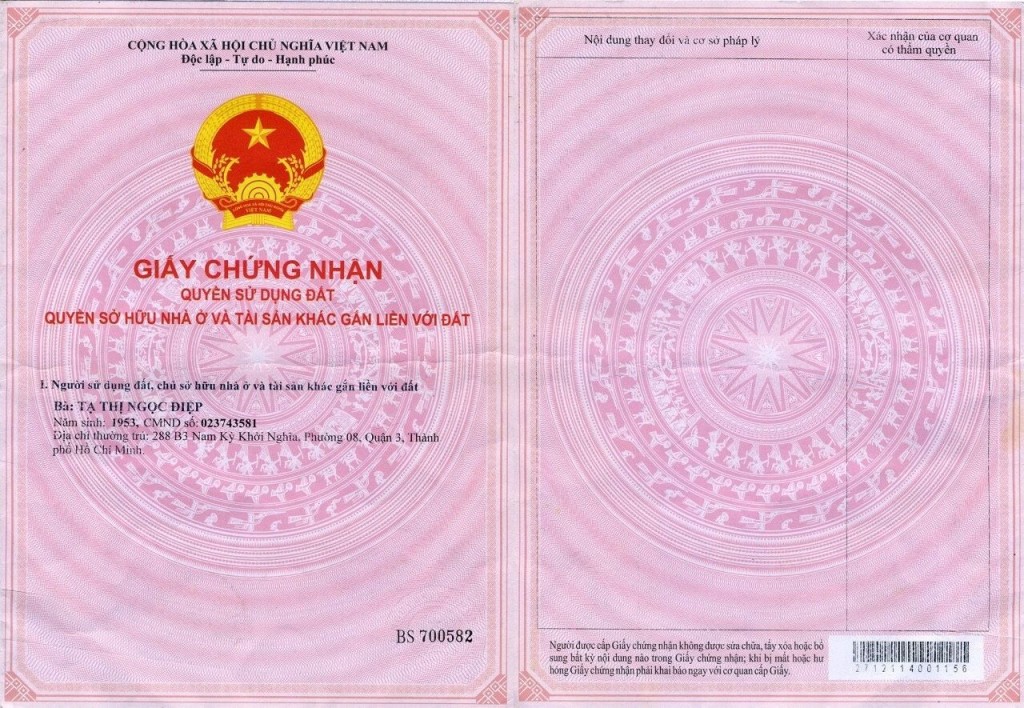 CỘNG HÒA XÃ HỘI CHỦ NGHĨA VIỆT NAM
Độc lập - Tự do - Hạnh phúc
VIỆT NAM
GIẤY CHỨNG NHẬN
QUYỀN SỬ DỤNG ĐẤT
QUYỀN SỞ HỮU NHÀ Ở VÀ TÀI SẢN KHÁC GẮN LIỀN VỚI ĐẤT
I. Người sử dụng đất, chủ sở hữu nhà ở và tài sản khác gắn liền với đất
Bà: TẠ THỊ NGỌC ĐIỆP
Năm sinh: 1953, CMND số: 023743581
Địa chỉ thường trú: 288 B3 Nam Kỳ Khởi Nghĩa, Phường 08, Quận 3, Thành
phố Hồ Chí Minh.
BS 700582
Nội dung thay đổi và cơ sở pháp lý
Xác nhận của cơ quan
có thẩm quyền
Người được cấp Giấy chứng nhận không được sửa chữa, tẩy xóa hoặc bổ
sung bất kỳ nội dung nào trong Giấy chứng nhận; khi bị mất hoặc hư
hỏng Giấy chứng nhận phải khai báo ngay với cơ quan cấp Giấy.
2712114001156